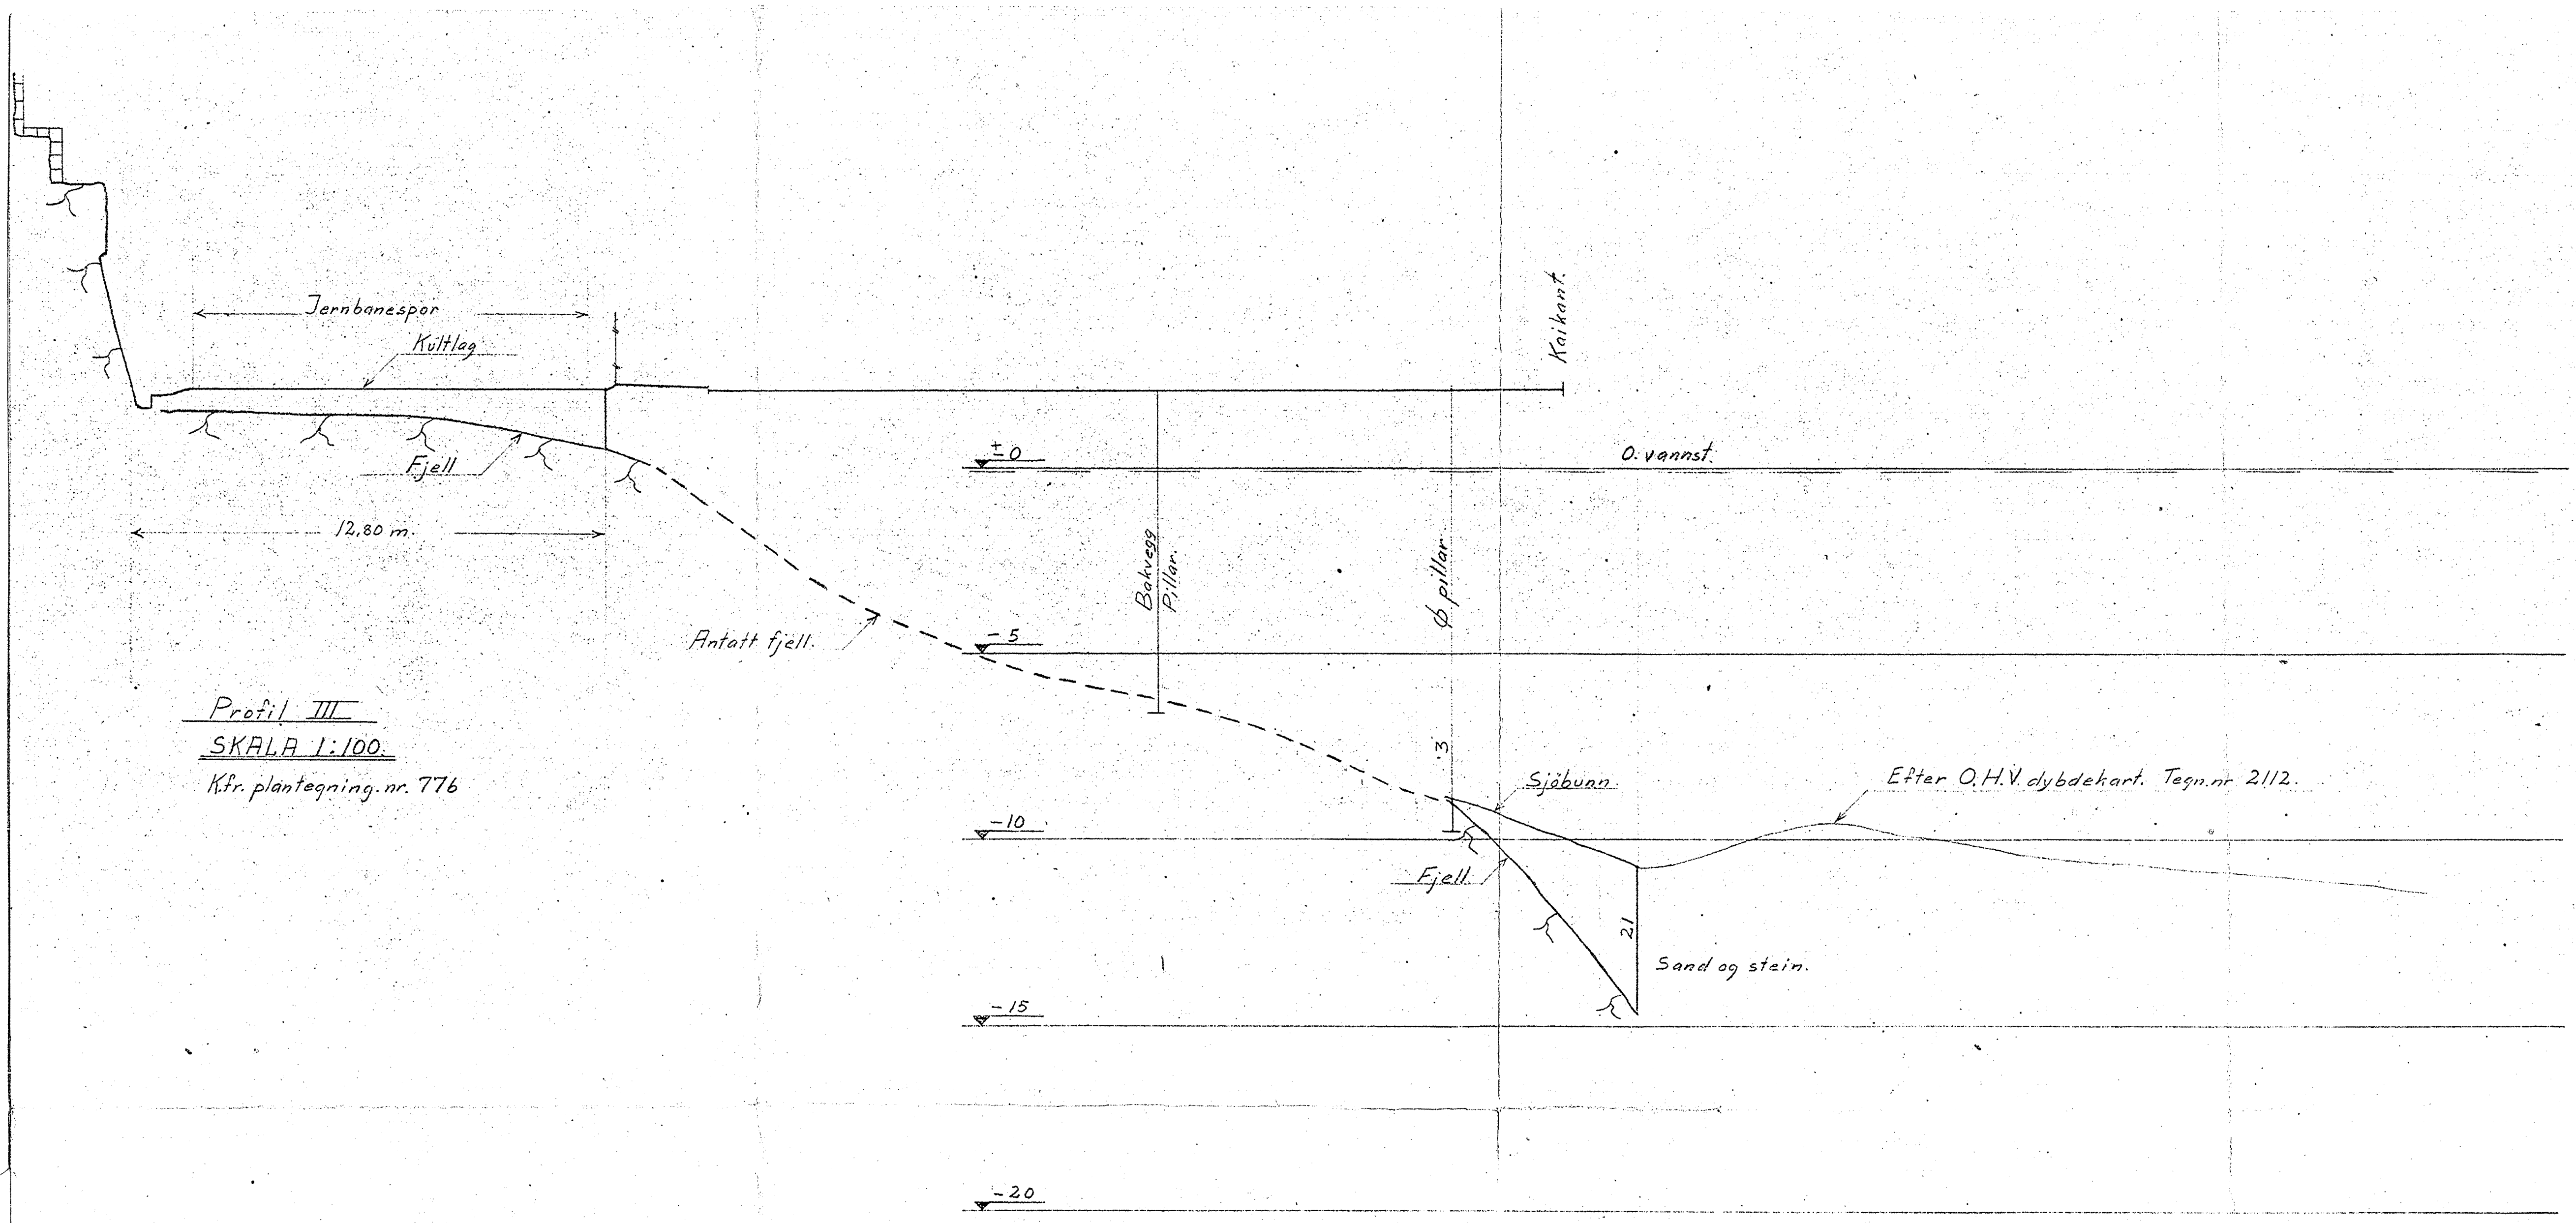 Jernbanespor
Kultlag
Kaikant.
± 0
O. vannst.
Fjell
12,80 m.
Bakvegg
Pillar.
φ pillar
Antatt fjell.
- 5
Profil III
SKALA 1:100.
Kfr. plantegning. nr. 776
3
Sjöbunn
Efter O.H.V. dybdekart. Tegn. nr 2112.
-10
Fjell
21
Sand og stein.
-15
-20